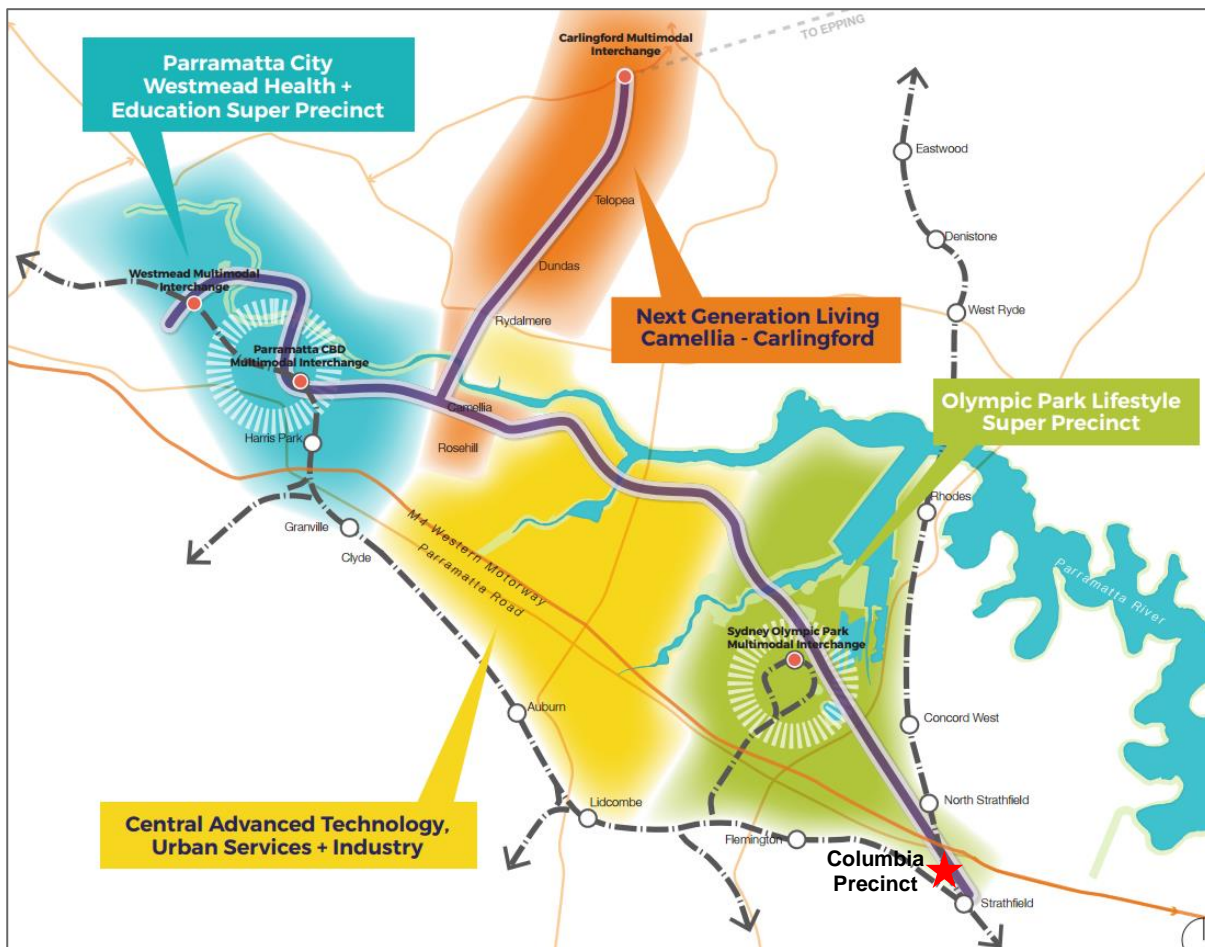 TO EPPING
Carlingford Multimodal
Interchange
Parramatta City
Westmead Health +
Education Super Precinct
Eastwood
Telopea
Denistone
Dundas
Westmead Multimodal
Interchange
West Ryde
Next Generation Living
Camellia - Carlingford
Rydalmere
Parramatta CBD
Multimodal Interchange
Olympic Park Lifestyle
Super Precinct
Camellia
Harris Park
Rosehill
Rhodes
Granville
M4 Western Motorway
Clyde
Parramatta Road
Parramatta River
Sydney Olympic Park
Multimodal Interchange
Auburn
Concord West
Lidcombe
North Strathfield
Central Advanced Technology,
Urban Services + Industry
Flemington
Columbia
Precinct
Strathfield